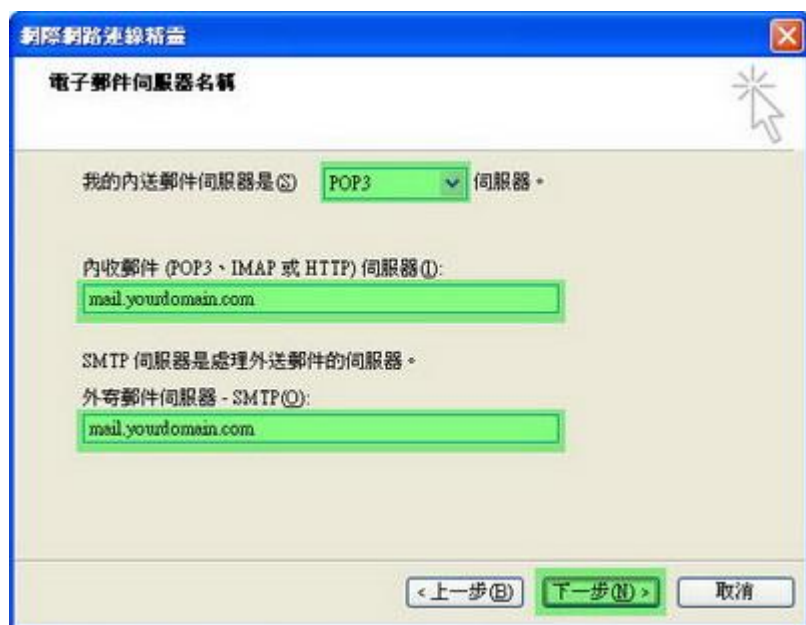 網際網路連線精靈
電子郵件伺服器名稱
我的內送郵件伺服器是(S) POP3 伺服器。
內收郵件 (POP3、IMAP 或 HTTP) 伺服器(I):
mail.yourdomain.com
SMTP 伺服器是處理外送郵件的伺服器。
外寄郵件伺服器 - SMTP(O):
mail.yourdomain.com
<上一步(B) 下一步(N)> 取消